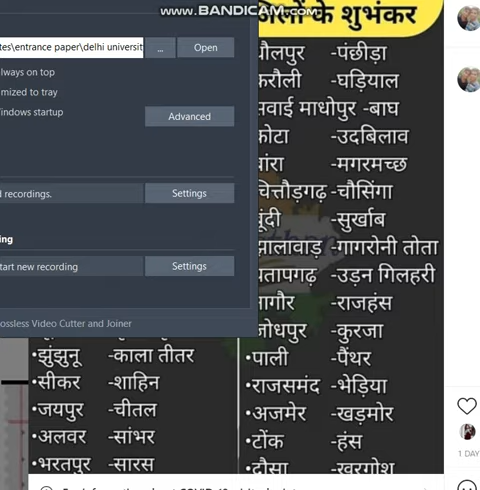 www.BANDICAM.com
के शुभंकर
tes\entrance paper\delhi universit
...
Open
lways on top
mized to tray
indows startup
Advanced
d recordings.
Settings
ing
tart new recording
Settings
ossless Video Cutter and Joiner
धौलपुर -पंछीड़ा
करौली -घड़ियाल
सवाई माधोपुर -बाघ
कोटा -उदबिलाव
बांरा -मगरमच्छ
चित्तौड़गढ़ -चौसिंगा
बूंदी -सुर्खाब
झालावाड़ -गागरोनी तोता
प्रतापगढ़ -उड़न गिलहरी
नागौर -राजहंस
जोधपुर -कुरजा
•पाली -पैंथर
•राजसमंद -भेड़िया
•अजमेर -खड़मोर
•टोंक -हंस
•दौसा -खरगोश
•झुंझुनू -काला तीतर
•सीकर -शाहिन
•जयपुर -चीतल
•अलवर -सांभर
•भरतपुर -सारस
1 DAY